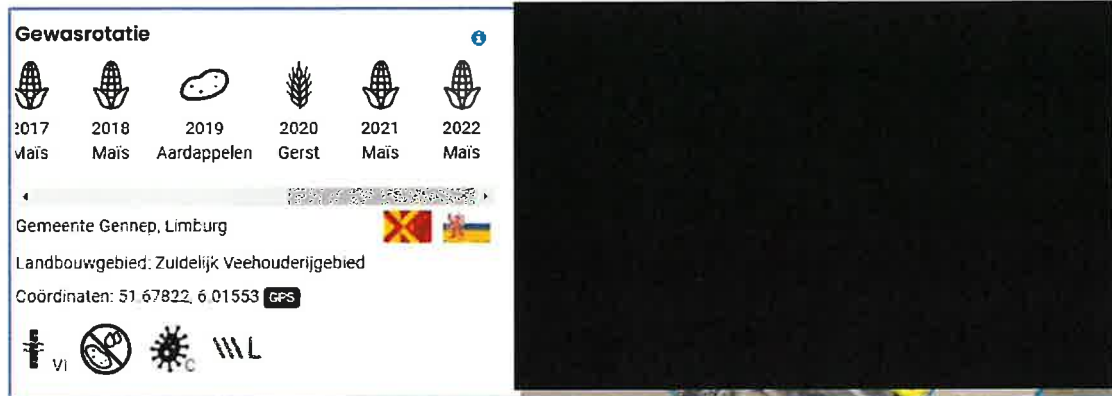 Gewasrotatie
2017 2018 2019 2020 2021 2022
Maïs Maïs Aardappelen Gerst Maïs Maïs
Gemeente Gennep, Limburg
Landbouwgebied: Zuidelijk Veehouderijgebied
Coördinaten: 51.67822, 6.01553 GPS
VI C L